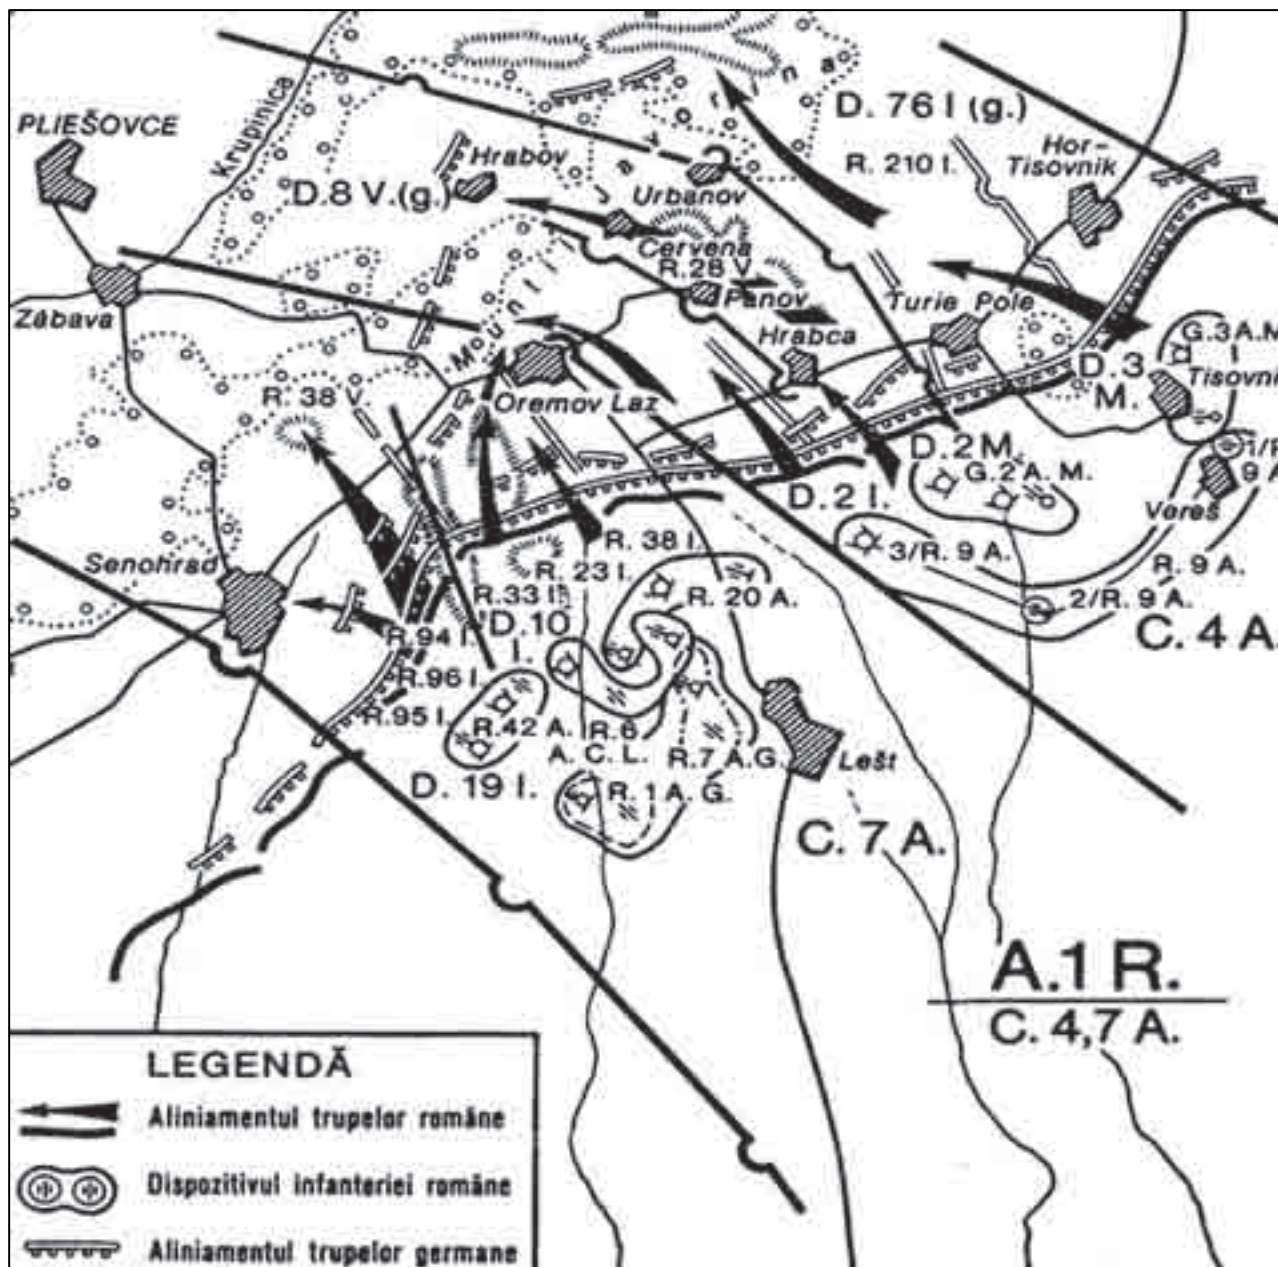 PLIEŠOVCE
Krupinica
Hrabov
D.8 V.(g.)
Urbanov
Červena
R.28 V.
Panov
Hrabca
D. 76 I (g.)
R. 210 I.
Hor-
Tisovnik
Turie Pole
G.3 A.M.
Tisovnik
D. 3
M.
Zábava
Mounti
Oremov Laz
R. 38 V.
D.2 M.
G.2 A. M.
D. 2 I.
3/R. 9 A.
Vereš
R. 9 A.
2/R. 9 A.
C. 4 A.
Senohrad
R. 38 I.
R. 23 I.
R.33 I.
D. 10
I.
R. 20 A.
R.94 I.
R.96 I.
R.95 I.
R.42 A.
R.6
A. C. L.
R.7 A.G.
Lešt
D. 19 I.
R. 1 A. G.
C. 7 A.
A.1 R.
C. 4,7 A.
LEGENDĂ
Aliniamentul trupelor române
Dispozitivul infanteriei române
Aliniamentul trupelor germane